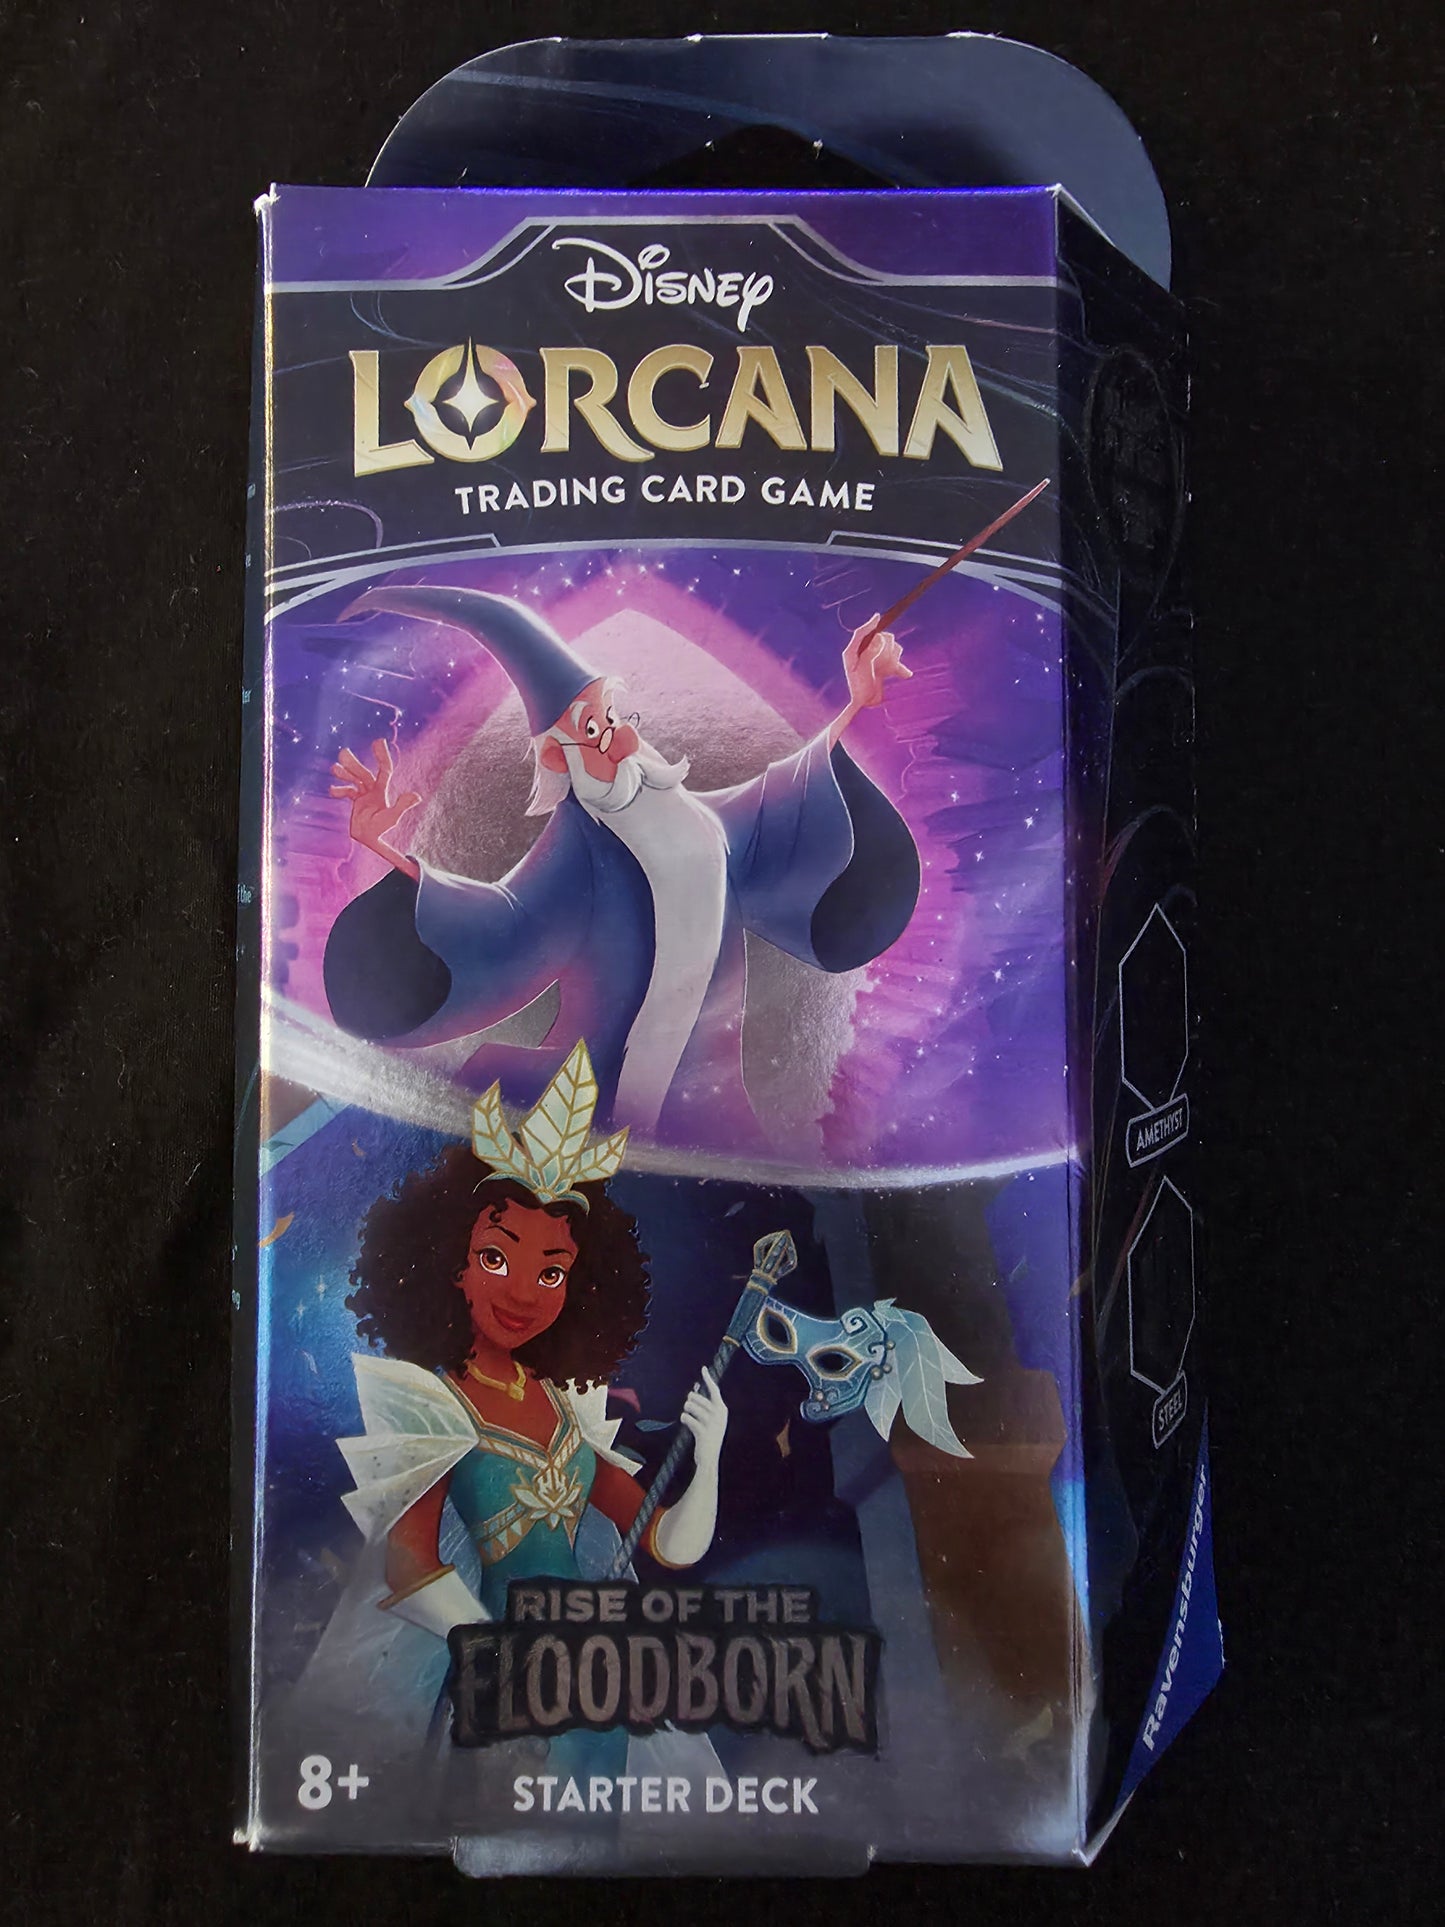 Disney
LORCANA
TRADING CARD GAME
AMETHYST
STEEL
Ravensburger
RISE OF THE
FLOODBORN
8+
STARTER DECK